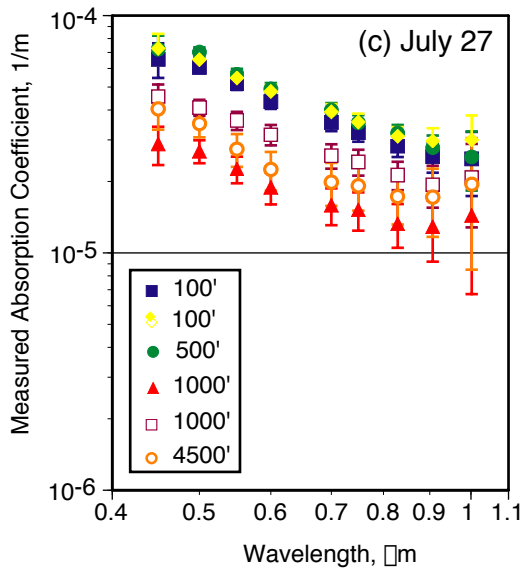 (c) July 27
Measured Absorption Coefficient, 1/m
10-4
10-5
10-6
100'
100'
500'
1000'
1000'
4500'
0.4 0.5 0.6 0.7 0.8 0.9 1 1.1
Wavelength, □m